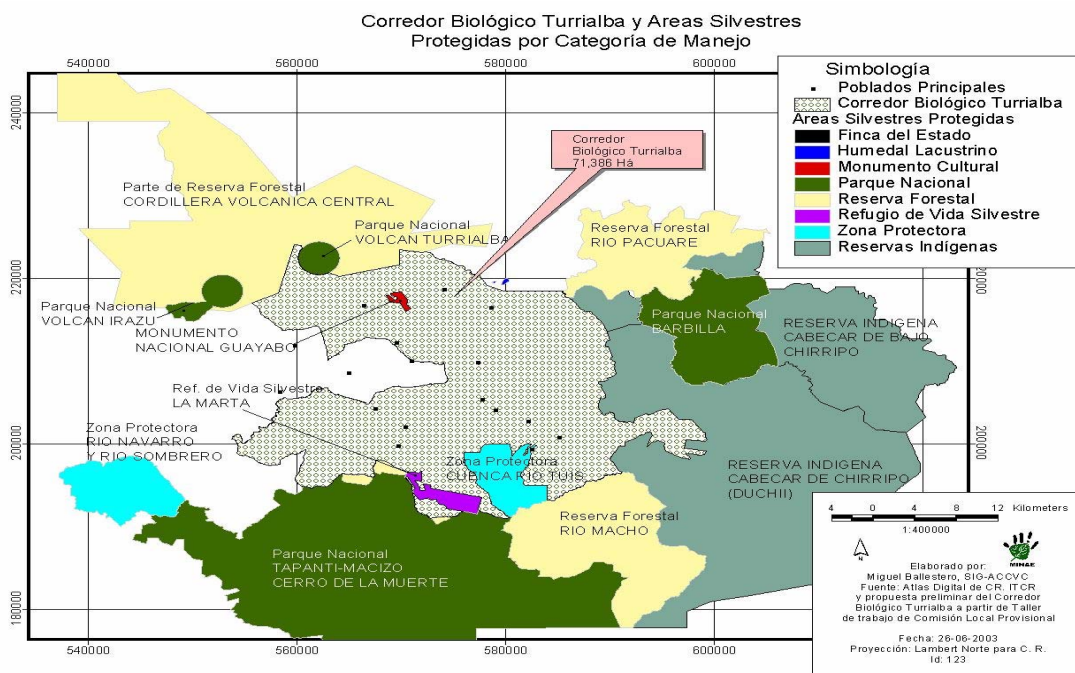 Corredor Biológico Turrialba y Areas Silvestres
Protegidas por Categoría de Manejo
540000
560000
580000
600000
240000
220000
200000
180000
Simbología
Poblados Principales
Corredor Biológico Turrialba
Areas Silvestres Protegidas
Finca del Estado
Humedal Lacustrino
Monumento Cultural
Parque Nacional
Reserva Forestal
Refugio de Vida Silvestre
Zona Protectora
Reservas Indígenas
Corredor
Biológico Turrialba
71,386 Há
Parte de Reserva Forestal
CORDILLERA VOLCANICA CENTRAL
Parque Nacional
VOLCAN TURRIALBA
Reserva Forestal
RIO PACUARE
Parque Nacional
VOLCAN IRAZU
MONUMENTO
NACIONAL GUAYABO
Parque Nacional
BARBILLA
RESERVA INDIGENA
CABECAR DE BAJO
CHIRRIPO
Ref. de Vida Silvestre
LA MARTA
Zona Protectora
RIO NAVARRO
Y RIO SOMBRERO
Zona Protectora
CUENCA RIO TUIS
RESERVA INDIGENA
CABECAR DE CHIRRIPO
(DUCHII)
Reserva Forestal
RIO MACHO
Parque Nacional
TAPANTI-MACIZO
CERRO DE LA MUERTE
20000
200000
4 0 4 8 12 Kilometers
1:400000
N
MINAE
Elaborado por:
Miguel Ballestero, SIG-ACCVC
Fuente: Atlas Digital de CR. ITCR
y propuesta preliminar del Corredor
Biológico Turrialba a partir de Taller
de trabajo de Comisión Local Provisional
Fecha: 26-06-2003
Proyección: Lambert Norte para C. R.
Id: 123
540000
560000
580000
600000